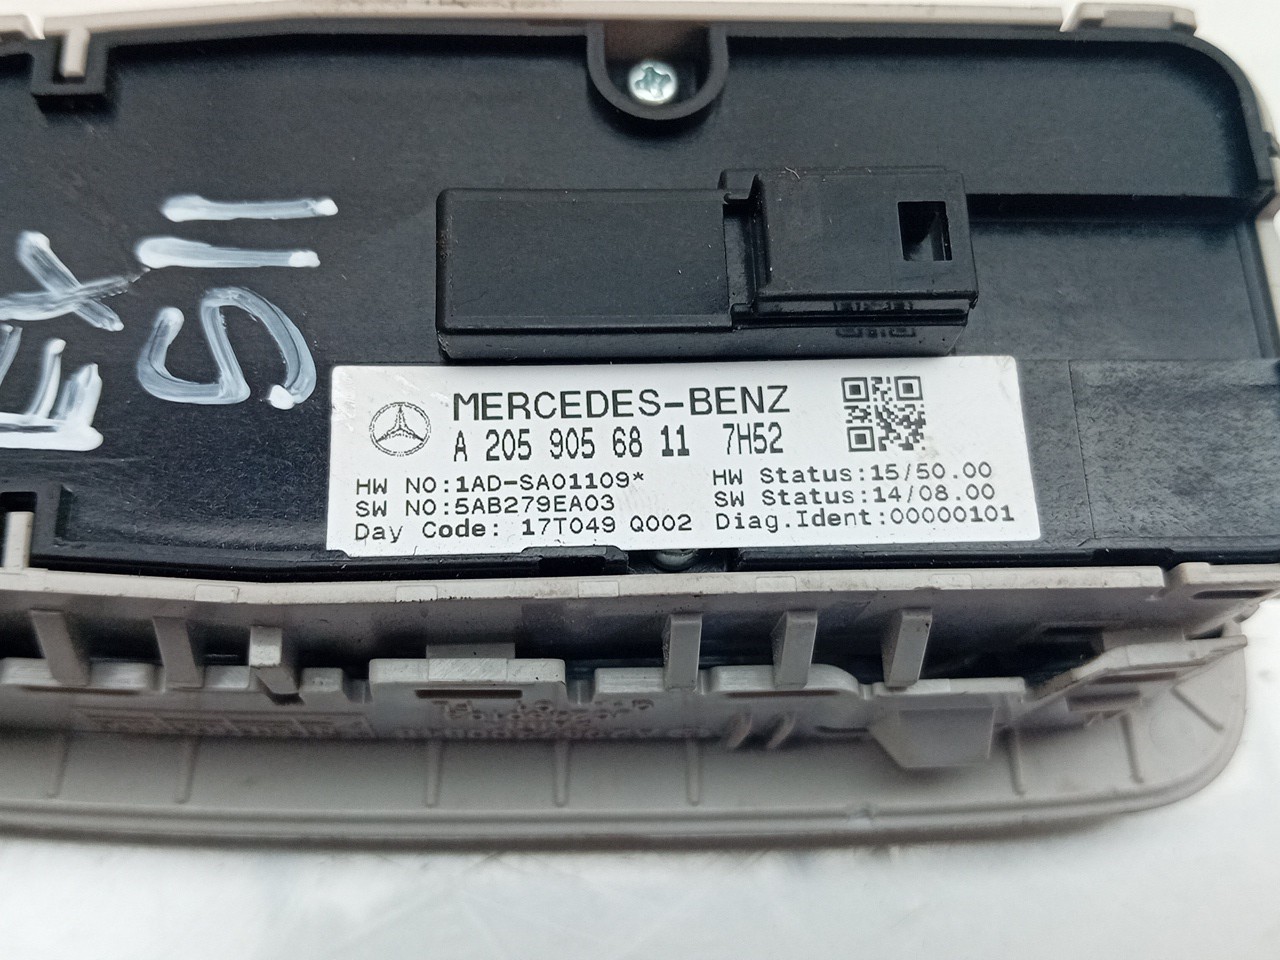 MERCEDES-BENZ
A 205 905 68 11 7H52
HW NO:1AD-SA01109* HW Status:15/50.00
SW NO:5AB279EA03 SW Status:14/08.00
Day Code: 17T049 Q002 Diag.Ident:00000101